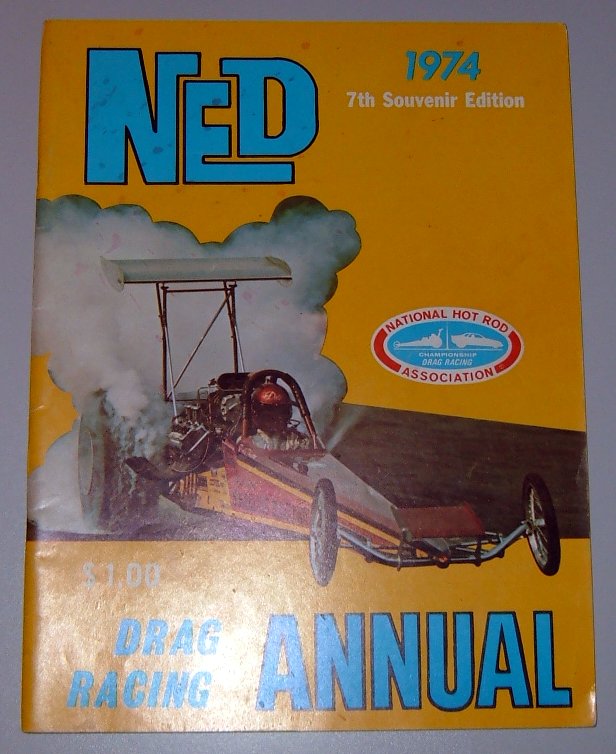 NED
1974
7th Souvenir Edition
NATIONAL HOT ROD
CHAMPIONSHIP
DRAG RACING
ASSOCIATION
$1.00
DRAG
RACING
ANNUAL